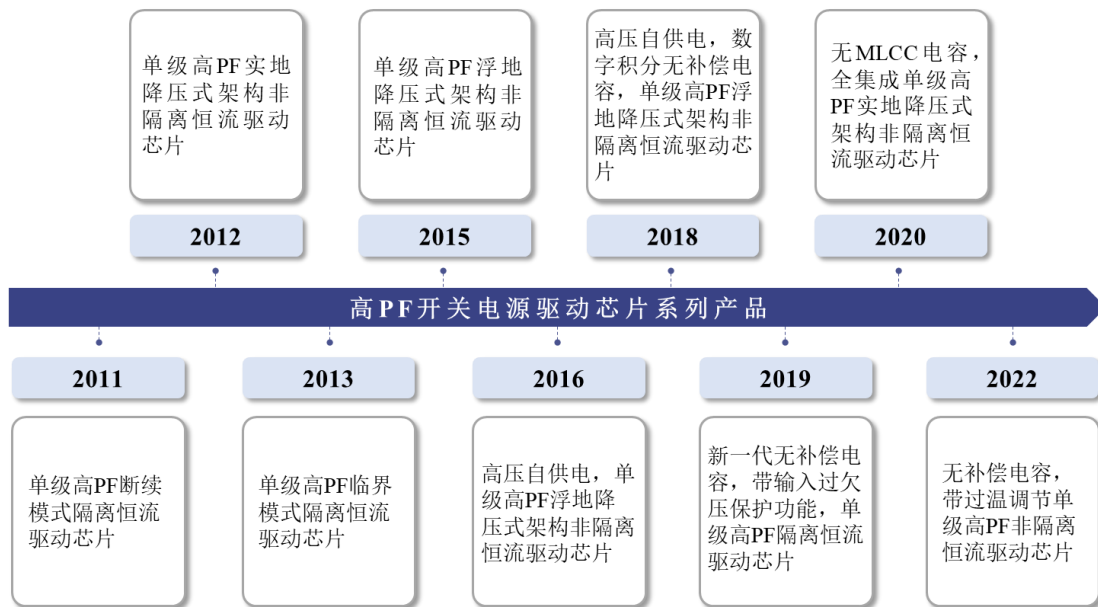 单级高PF实地
降压式架构非
隔离恒流驱动
芯片
2012
单级高PF浮地
降压式架构非
隔离恒流驱动
芯片
2015
高压自供电，数
字积分无补偿电
容，单级高PF浮
地降压式架构非
隔离恒流驱动芯
片
2018
无MLCC电容，
全集成单级高
PF实地降压式
架构非隔离恒
流驱动芯片
2020
高PF开关电源驱动芯片系列产品
2011
单级高PF断续
模式隔离恒流
驱动芯片
2013
单级高PF临界
模式隔离恒流
驱动芯片
2016
高压自供电，单
级高PF浮地降
压式架构非隔离
恒流驱动芯片
2019
新一代无补偿电
容，带输入过欠
压保护功能，单
级高PF隔离恒流
驱动芯片
2022
无补偿电容，
带过温调节单
级高PF非隔离
恒流驱动芯片